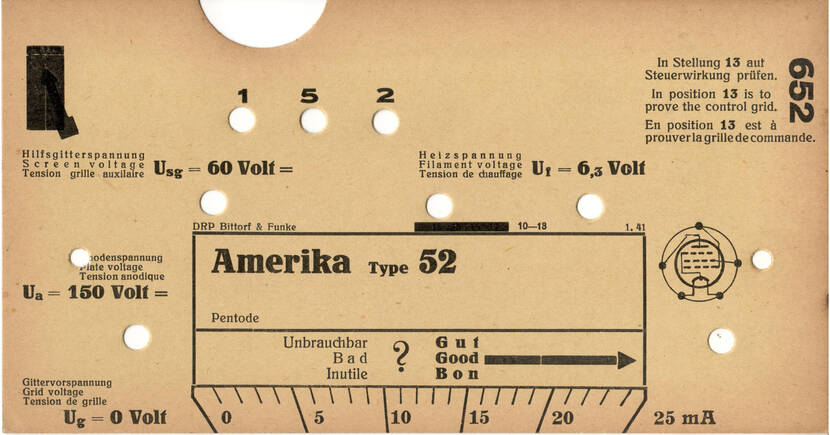 In Stellung 13 auf
Steuerwirkung prüfen.
In position 13 is to
prove the control grid.
En position 13 est à
prouver la grille de commande.
652
1 5 2
Hilfsgitterspannung
Screen voltage
Tension grille auxilaire
Usg = 60 Volt =
Heizspannung
Filament voltage
Tension de chauffage
Uf = 6,3 Volt
DRP Bittorf & Funke
10—13
1. 41
nodenspannung
late voltage
Tension anodique
Ua = 150 Volt =
Amerika Type 52
Pentode
Unbrauchbar
Bad
Inutile
?
Gut
Good
Bon
Gittervorspannung
Grid voltage
Tension de grille
Ug = 0 Volt
0 5 10 15 20 25 mA